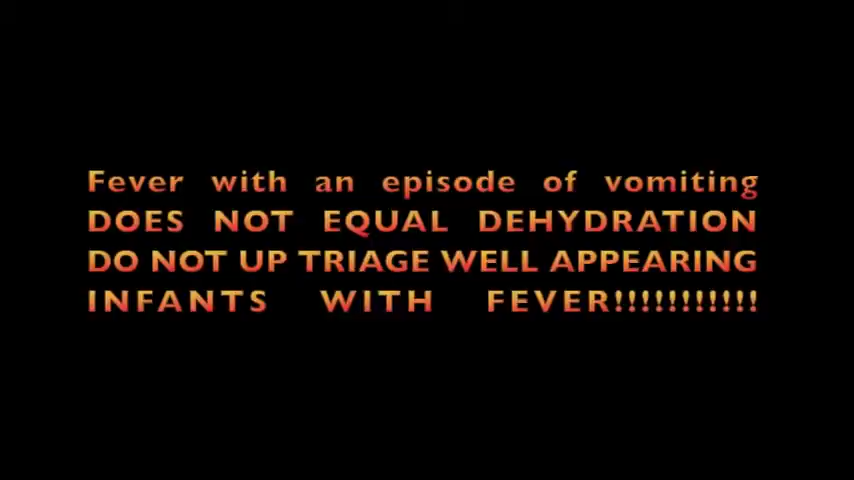 Fever with an episode of vomiting
DOES NOT EQUAL DEHYDRATION
DO NOT UP TRIAGE WELL APPEARING
INFANTS WITH FEVER!!!!!!!!!!!